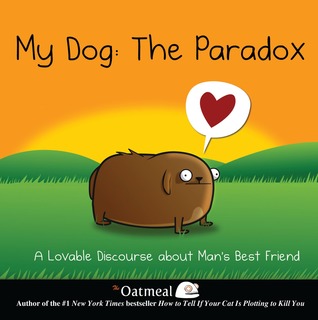 My Dog: The Paradox
A Lovable Discourse about Man's Best Friend
The Oatmeal
Author of the #1 New York Times bestseller How to Tell If Your Cat Is Plotting to Kill You